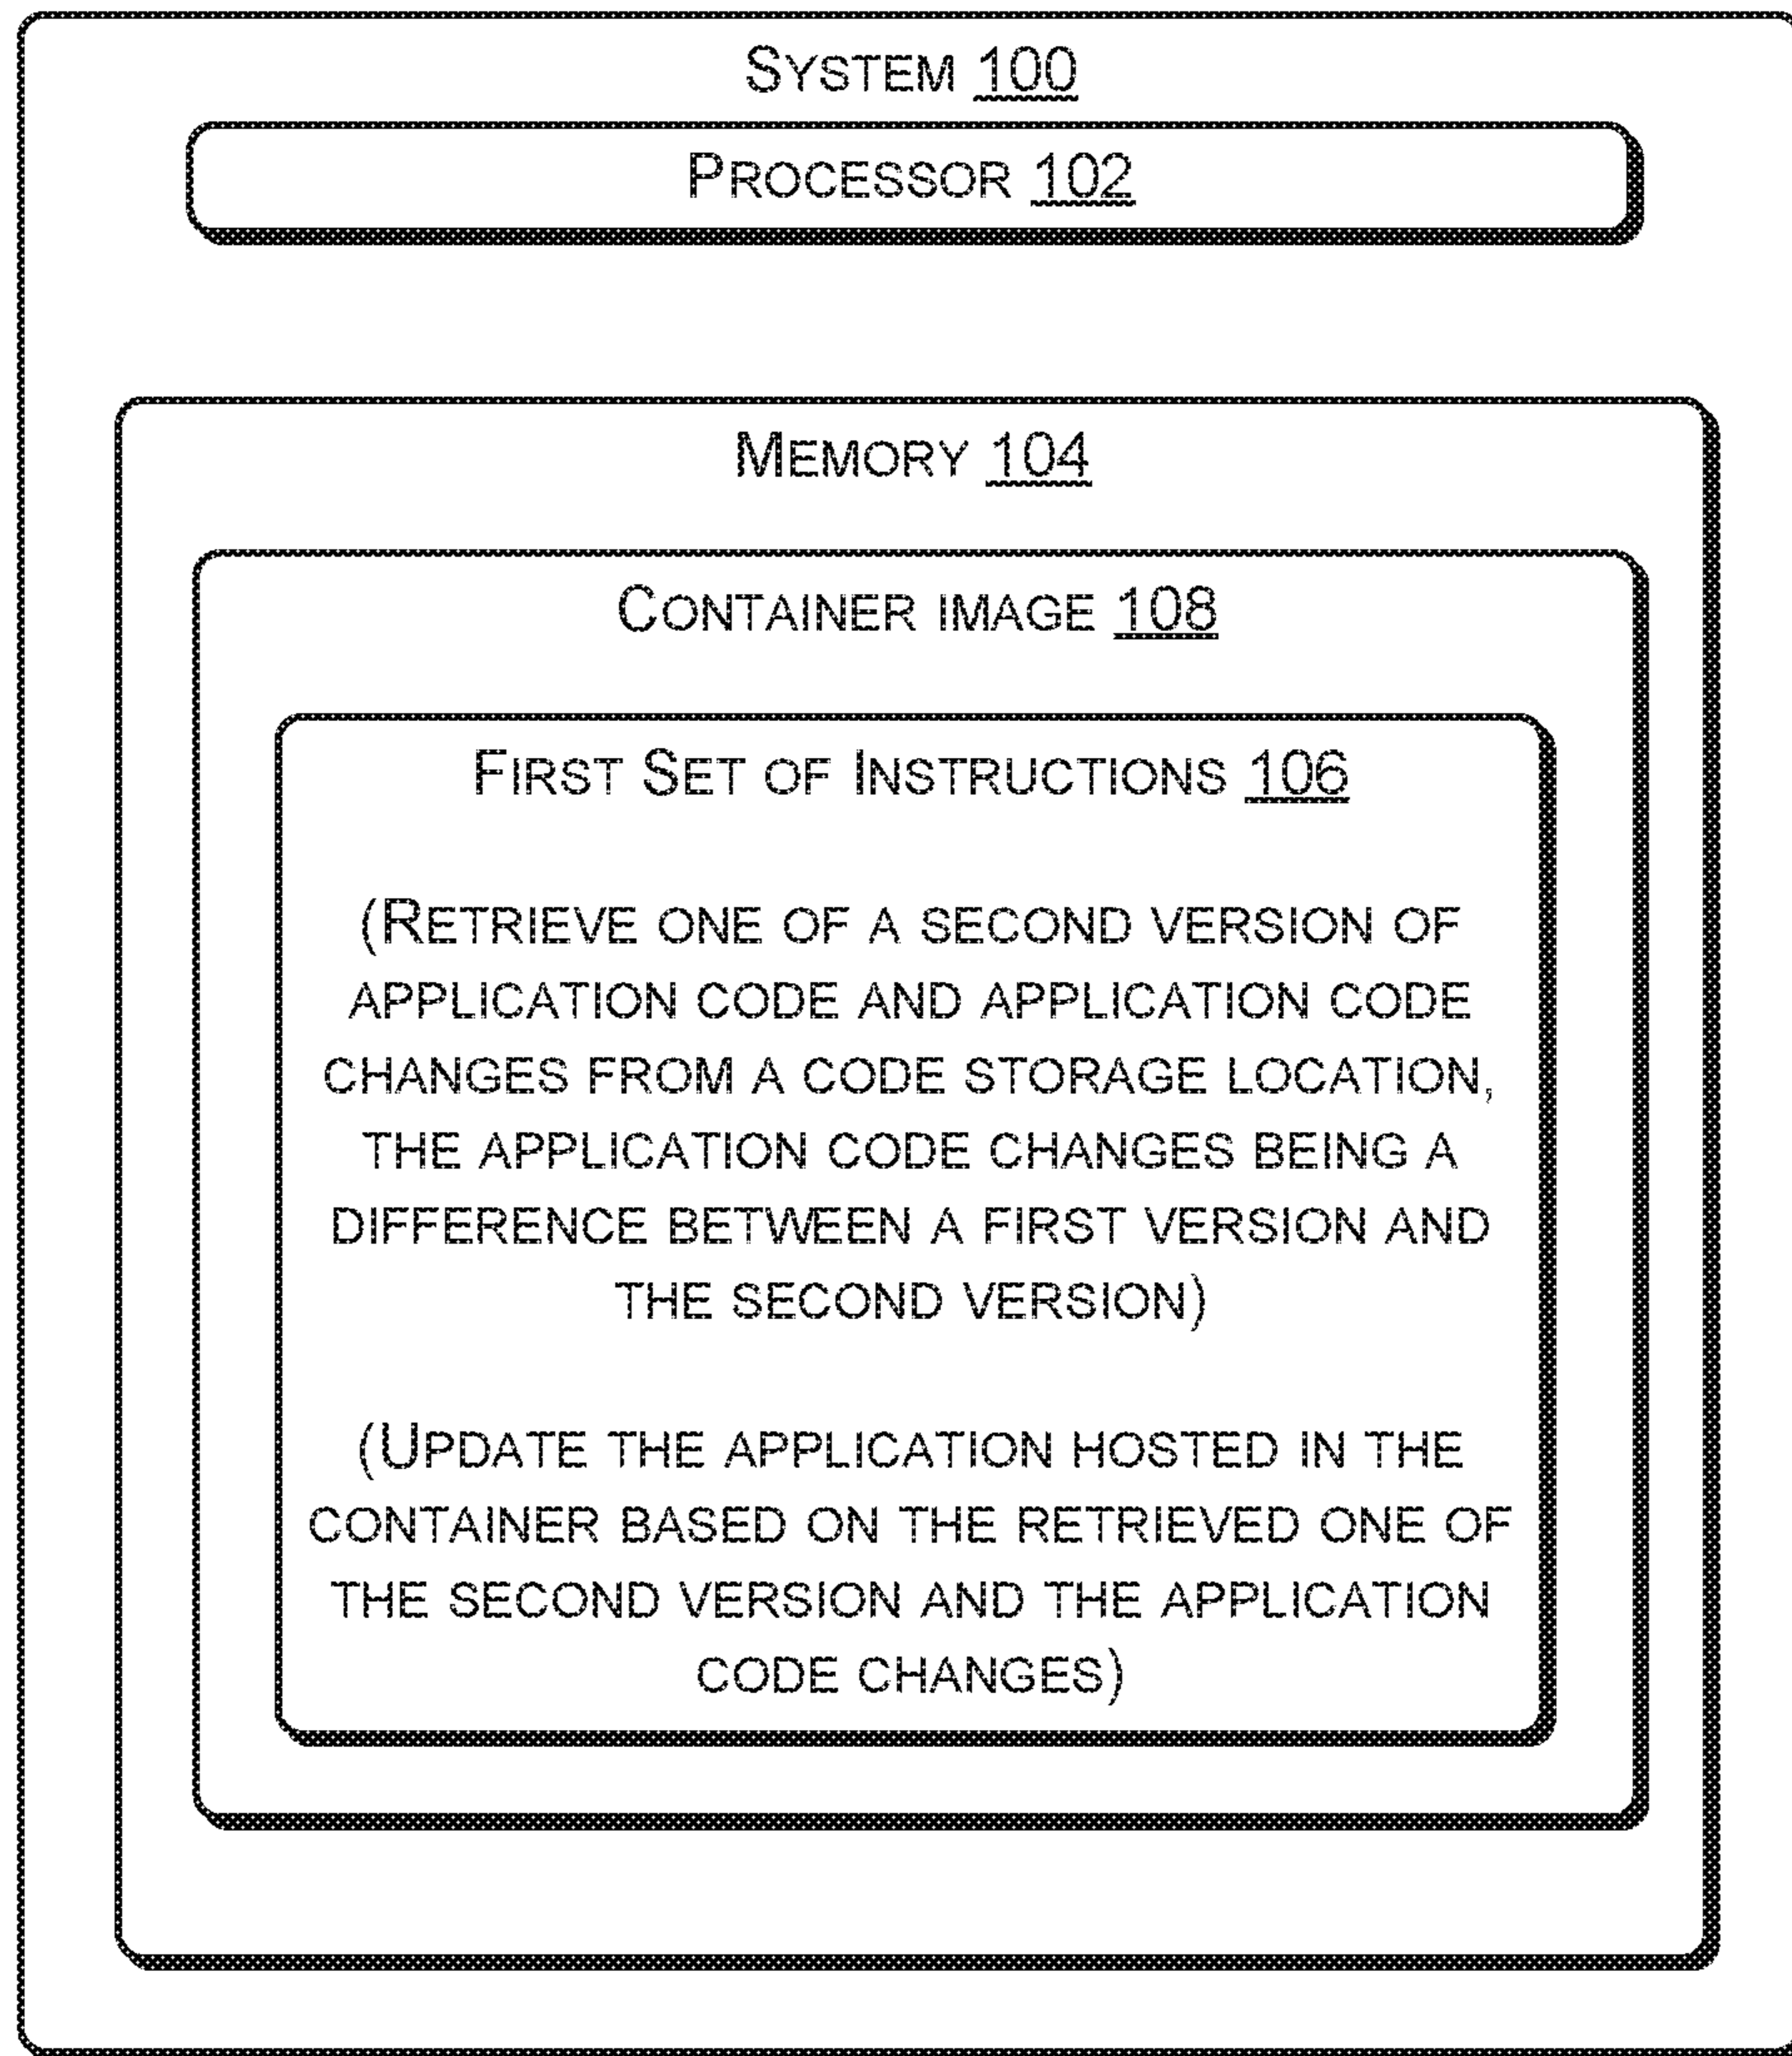 SYSTEM 100
PROCESSOR 102
MEMORY 104
CONTAINER IMAGE 108
FIRST SET OF INSTRUCTIONS 106
(RETRIEVE ONE OF A SECOND VERSION OF
APPLICATION CODE AND APPLICATION CODE
CHANGES FROM A CODE STORAGE LOCATION,
THE APPLICATION CODE CHANGES BEING A
DIFFERENCE BETWEEN A FIRST VERSION AND
THE SECOND VERSION)
(UPDATE THE APPLICATION HOSTED IN THE
CONTAINER BASED ON THE RETRIEVED ONE OF
THE SECOND VERSION AND THE APPLICATION
CODE CHANGES)